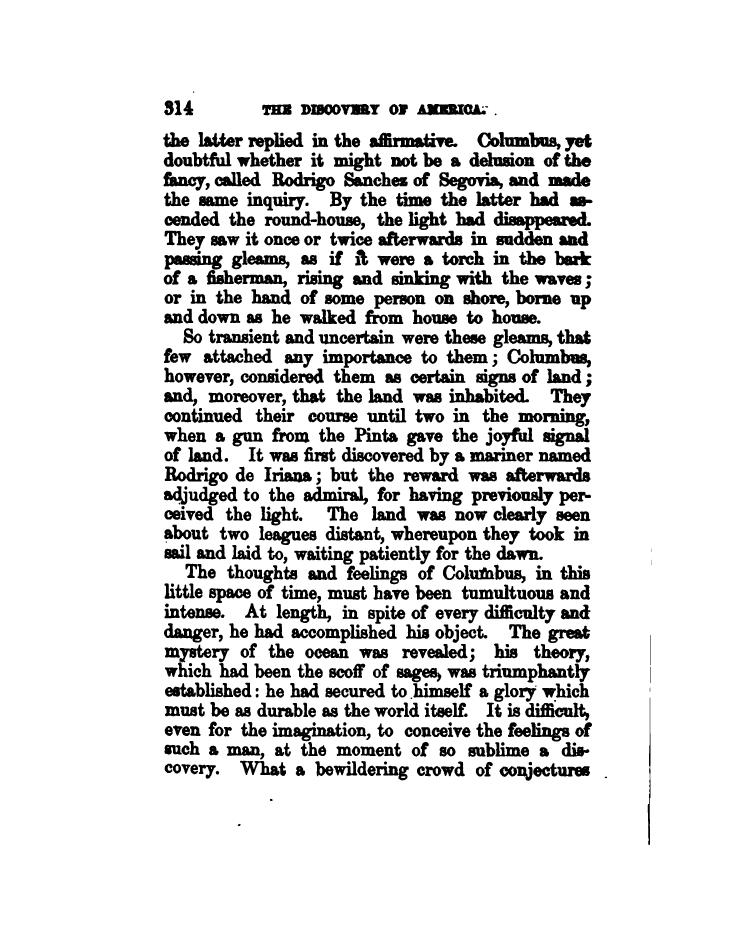 314 THE DISCOVERY OF AMERICA.
the latter replied in the affirmative. Columbus, yet
doubtful whether it might not be a delusion of the
fancy, called Rodrigo Sanchez of Segovia, and made
the same inquiry. By the time the latter had as-
cended the round-house, the light had disappeared.
They saw it once or twice afterwards in sudden and
passing gleams, as if it were a torch in the bark
of a fisherman, rising and sinking with the waves;
or in the hand of some person on shore, borne up
and down as he walked from house to house.
So transient and uncertain were these gleams, that
few attached any importance to them; Columbus,
however, considered them as certain signs of land;
and, moreover, that the land was inhabited. They
continued their course until two in the morning,
when a gun from the Pinta gave the joyful signal
of land. It was first discovered by a mariner named
Rodrigo de Iriana; but the reward was afterwards
adjudged to the admiral, for having previously per-
ceived the light. The land was now clearly seen
about two leagues distant, whereupon they took in
sail and laid to, waiting patiently for the dawn.
The thoughts and feelings of Columbus, in this
little space of time, must have been tumultuous and
intense. At length, in spite of every difficulty and
danger, he had accomplished his object. The great
mystery of the ocean was revealed; his theory,
which had been the scoff of sages, was triumphantly
established: he had secured to himself a glory which
must be as durable as the world itself. It is difficult,
even for the imagination, to conceive the feelings of
such a man, at the moment of so sublime a dis-
covery. What a bewildering crowd of conjectures